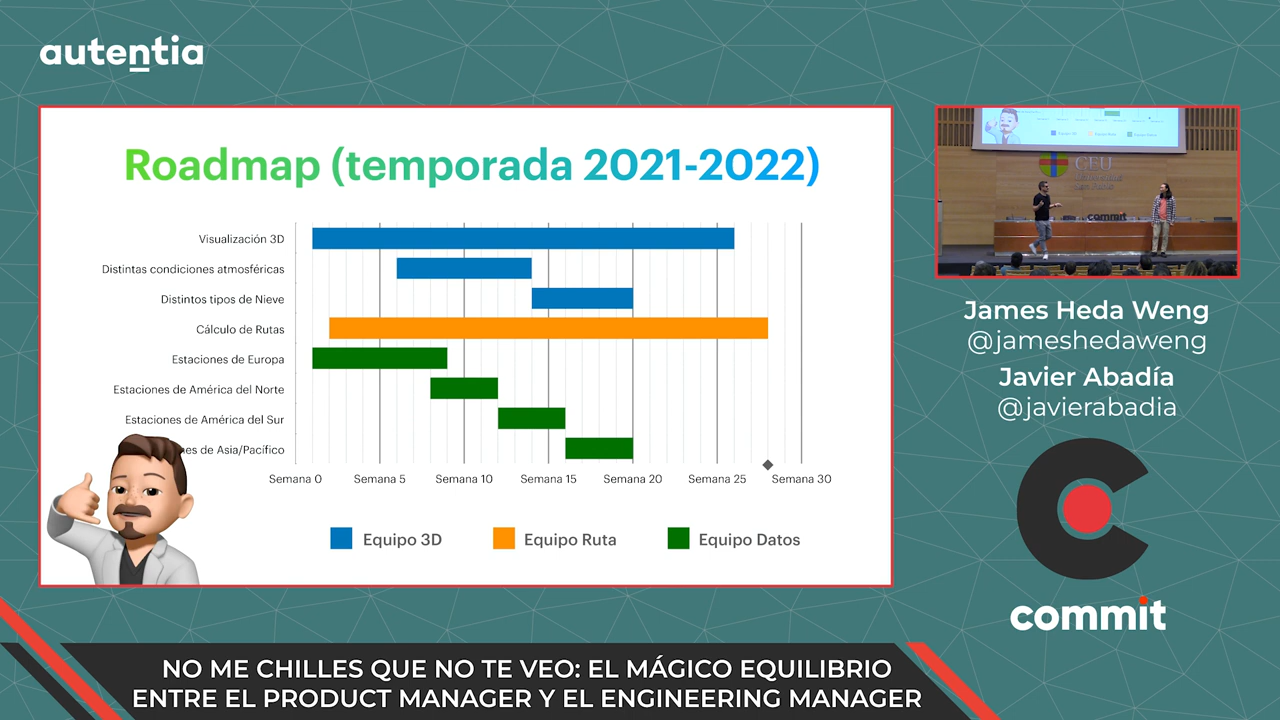 autentia
Roadmap (temporada 2021-2022)
Visualización 3D
Distintas condiciones atmosféricas
Distintos tipos de Nieve
Cálculo de Rutas
Estaciones de Europa
Estaciones de América del Norte
Estaciones de América del Sur
de Asia/Pacífico
Semana 0 Semana 5 Semana 10 Semana 15 Semana 20 Semana 25 Semana 30
Equipo 3D Equipo Ruta Equipo Datos
CEU
commit
James Heda Weng
@jameshedaweng
Javier Abadía
@javierabadia
commit
NO ME CHILLES QUE NO TE VEO: EL MÁGICO EQUILIBRIO
ENTRE EL PRODUCT MANAGER Y EL ENGINEERING MANAGER